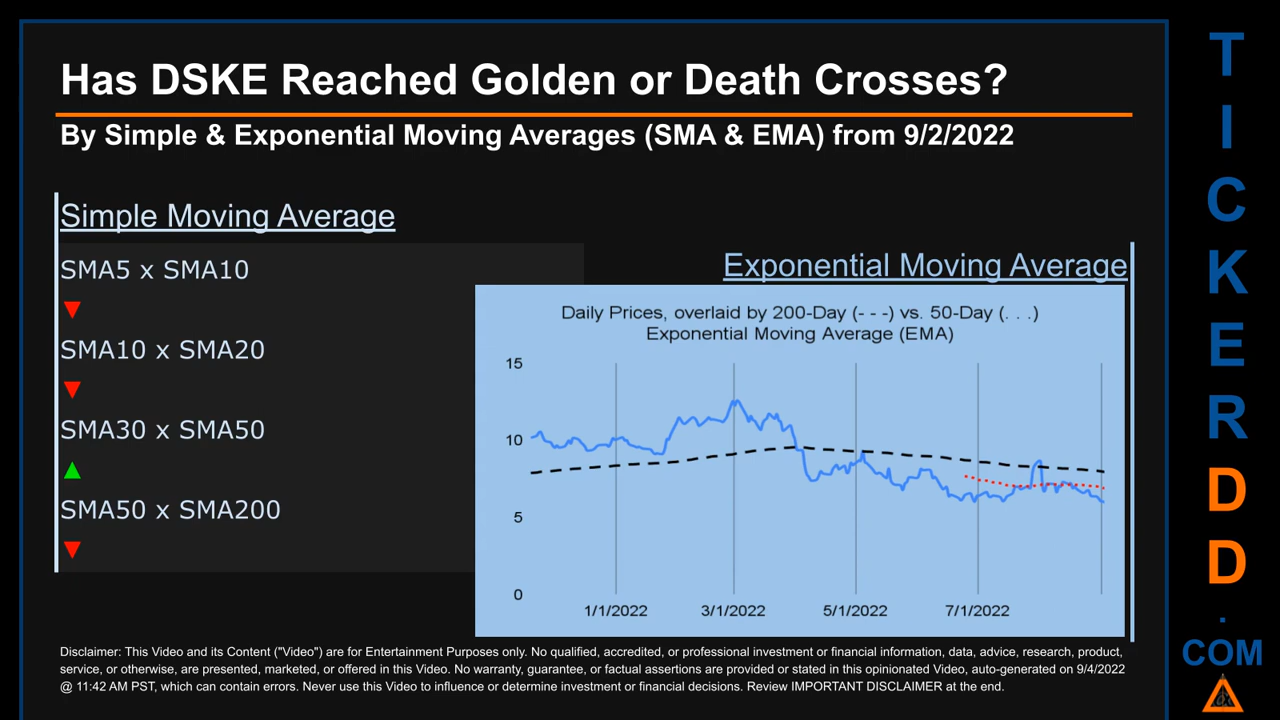 Has DSKE Reached Golden or Death Crosses?
By Simple & Exponential Moving Averages (SMA & EMA) from 9/2/2022
Simple Moving Average
SMA5 x SMA10
▼
SMA10 x SMA20
▼
SMA30 x SMA50
▲
SMA50 x SMA200
▼
Exponential Moving Average
Daily Prices, overlaid by 200-Day (- - -) vs. 50-Day (. . .)
Exponential Moving Average (EMA)
15
10
5
0
1/1/2022 3/1/2022 5/1/2022 7/1/2022
Disclaimer: This Video and its Content ("Video") are for Entertainment Purposes only. No qualified, accredited, or professional investment or financial information, data, advice, research, product,
service, or otherwise, are presented, marketed, or offered in this Video. No warranty, guarantee, or factual assertions are provided or stated in this opinionated Video, auto-generated on 9/4/2022
@ 11:42 AM PST, which can contain errors. Never use this Video to influence or determine investment or financial decisions. Review IMPORTANT DISCLAIMER at the end.
T
I
C
K
E
R
D
D
.
COM